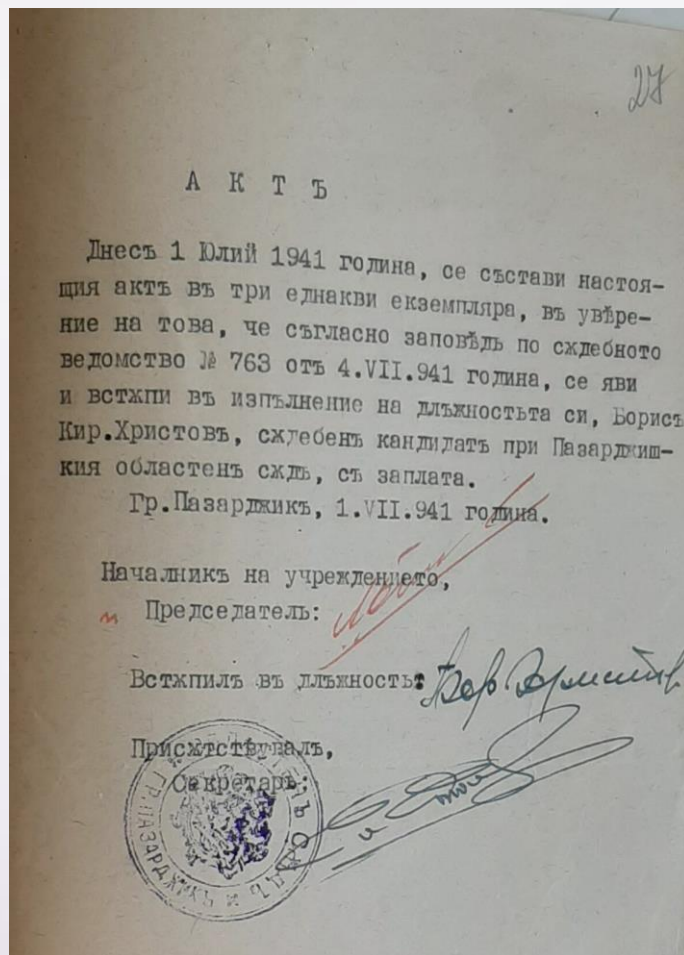 27
А К Т Ъ
Днесъ 1 Юлий 1941 година, се състави настоя-
щия актъ въ три еднакви екземпляра, въ увѣре-
ние на това, че съгласно заповѣдь по сѫдебното
ведомство № 763 отъ 4.VII.941 година, се яви
и встѫпи въ изпълнение на длъжностьта си, Борисъ
Кир.Христовъ, сѫдебенъ кандидатъ при Пазарджиш-
кия областенъ сѫдъ, съ заплата.
Гр.Пазарджикъ, 1.VII.941 година.
Началникъ на учреждението,
Председатель:
Встѫпилъ въ длъжность:
Присѫтствувалъ,
Секретарь:
ГР.ПАЗАРДЖИКЪ